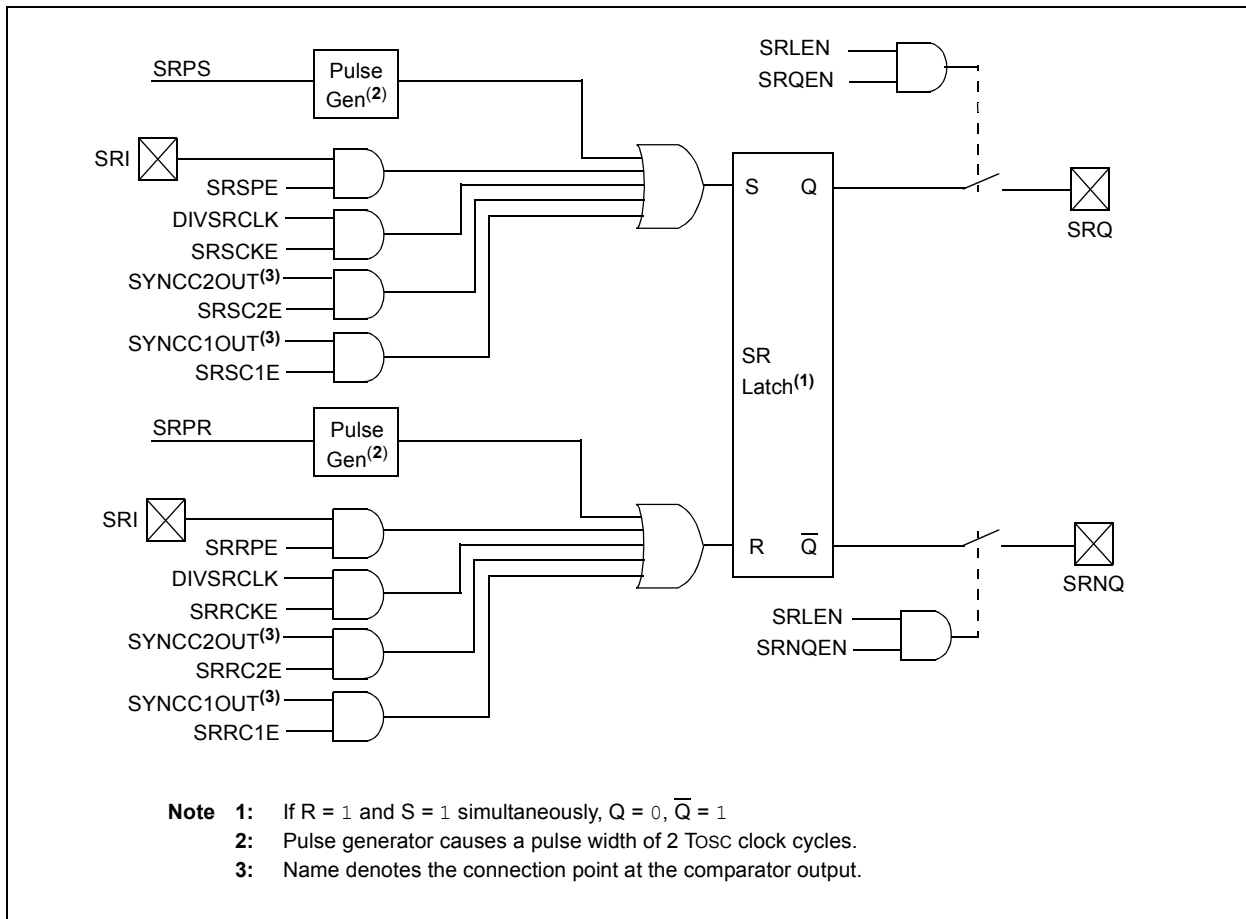 SRLEN
SRQEN
SRPS
Pulse
Gen(2)
SRI
SRSPE
DIVSRCLK
SRSCKE
SYNCC2OUT(3)
SRSC2E
SYNCC1OUT(3)
SRSC1E
S Q
SRQ
SR
Latch(1)
SRPR
Pulse
Gen(2)
SRI
SRRPE
DIVSRCLK
SRRCKE
SYNCC2OUT(3)
SRRC2E
SYNCC1OUT(3)
SRRC1E
R Q̅
SRNQ
SRLEN
SRNQEN
Note 1: If R = 1 and S = 1 simultaneously, Q = 0, Q̅ = 1
2: Pulse generator causes a pulse width of 2 TOSC clock cycles.
3: Name denotes the connection point at the comparator output.